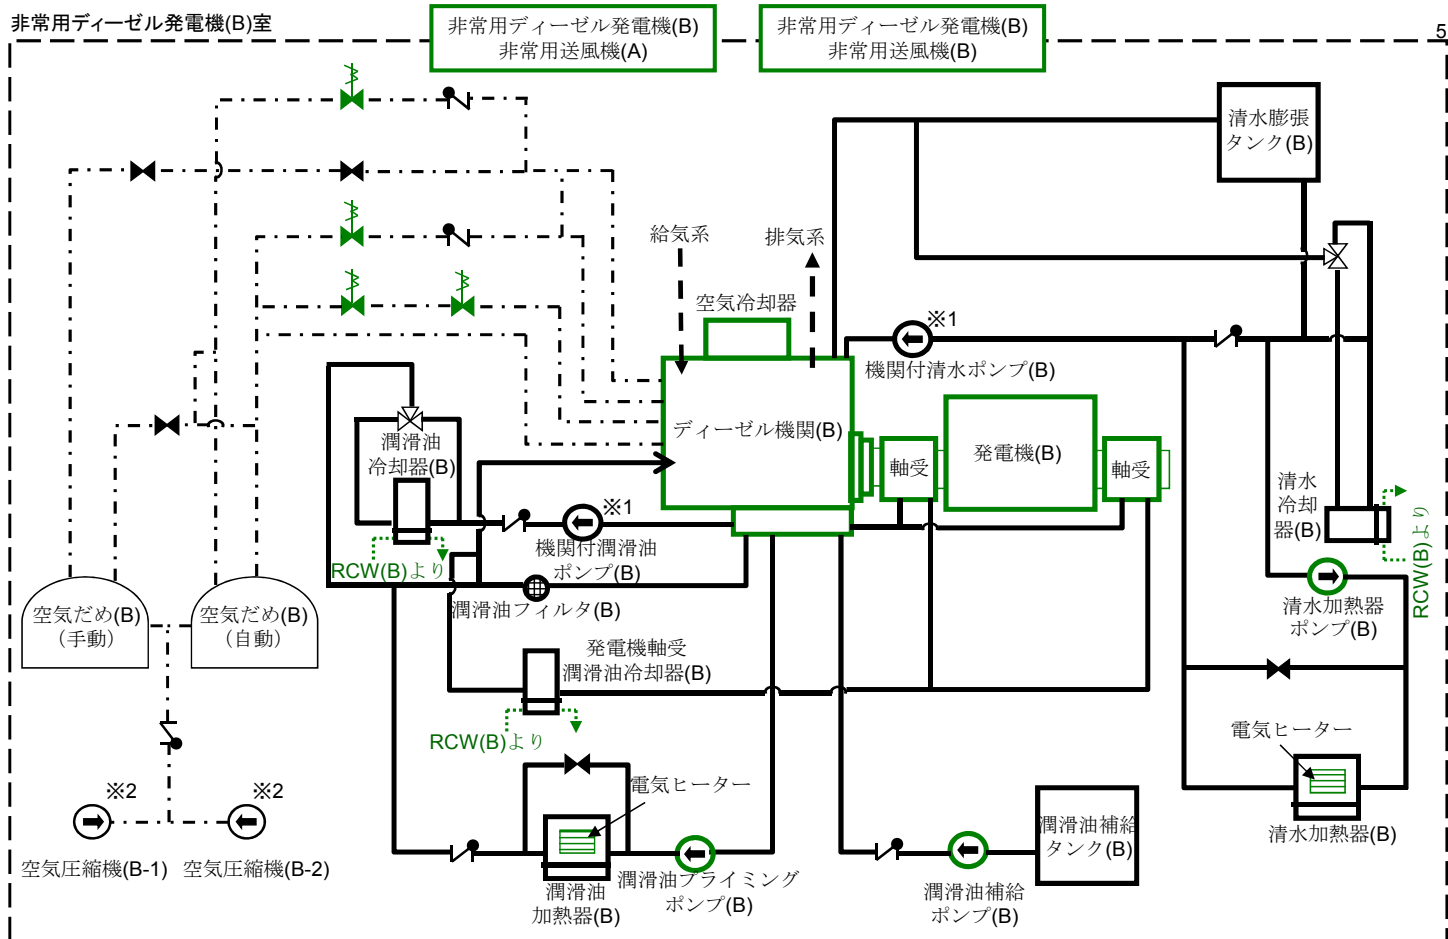 非常用ディーゼル発電機(B)室
非常用ディーゼル発電機(B)
非常用送風機(A)
非常用ディーゼル発電機(B)
非常用送風機(B)
5
清水膨張
タンク(B)
給気系
排気系
空気冷却器
※1
機関付清水ポンプ(B)
ディーゼル機関(B)
軸受
発電機(B)
軸受
潤滑油
冷却器(B)
RCW(B)より
※1
機関付潤滑油
ポンプ(B)
潤滑油フィルタ(B)
清水
冷却
器(B)
RCW(B)より
清水加熱器
ポンプ(B)
空気だめ(B)
（手動）
空気だめ(B)
（自動）
発電機軸受
潤滑油冷却器(B)
RCW(B)より
電気ヒーター
清水加熱器(B)
※2
※2
空気圧縮機(B-1)
空気圧縮機(B-2)
電気ヒーター
潤滑油
加熱器(B)
潤滑油プライミング
ポンプ(B)
潤滑油補給
ポンプ(B)
潤滑油補給
タンク(B)